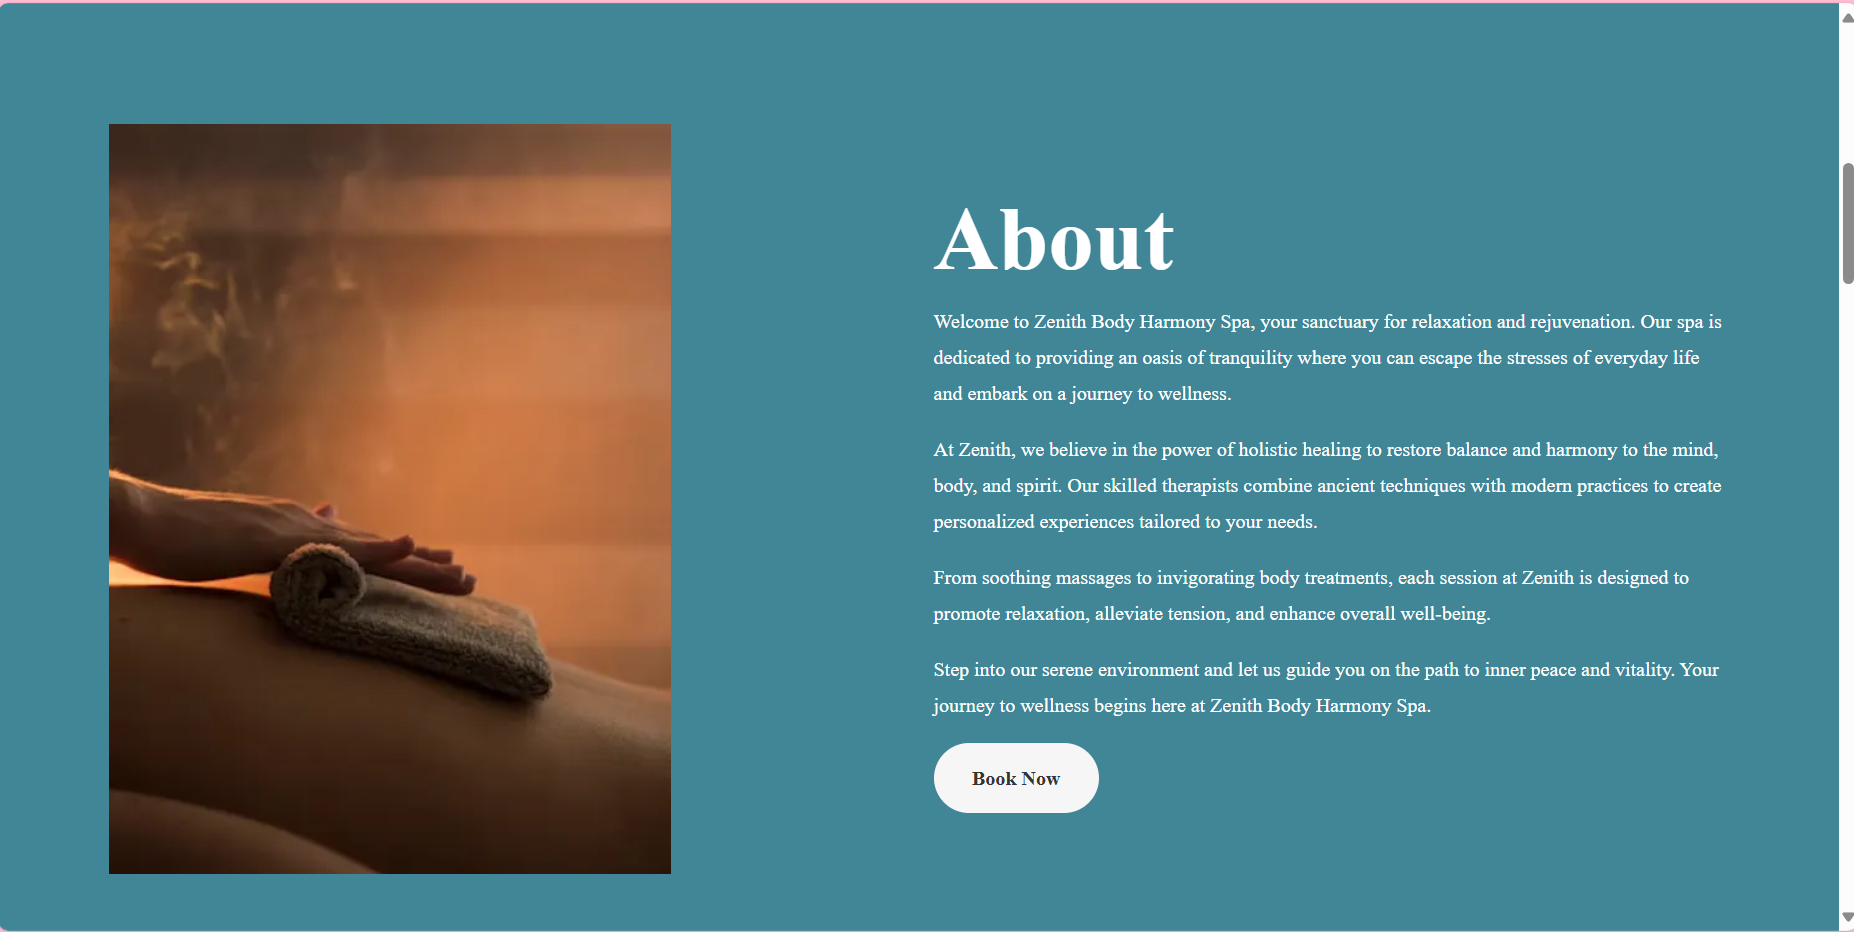 About
Welcome to Zenith Body Harmony Spa, your sanctuary for relaxation and rejuvenation. Our spa is
dedicated to providing an oasis of tranquility where you can escape the stresses of everyday life
and embark on a journey to wellness.
At Zenith, we believe in the power of holistic healing to restore balance and harmony to the mind,
body, and spirit. Our skilled therapists combine ancient techniques with modern practices to create
personalized experiences tailored to your needs.
From soothing massages to invigorating body treatments, each session at Zenith is designed to
promote relaxation, alleviate tension, and enhance overall well-being.
Step into our serene environment and let us guide you on the path to inner peace and vitality. Your
journey to wellness begins here at Zenith Body Harmony Spa.
Book Now